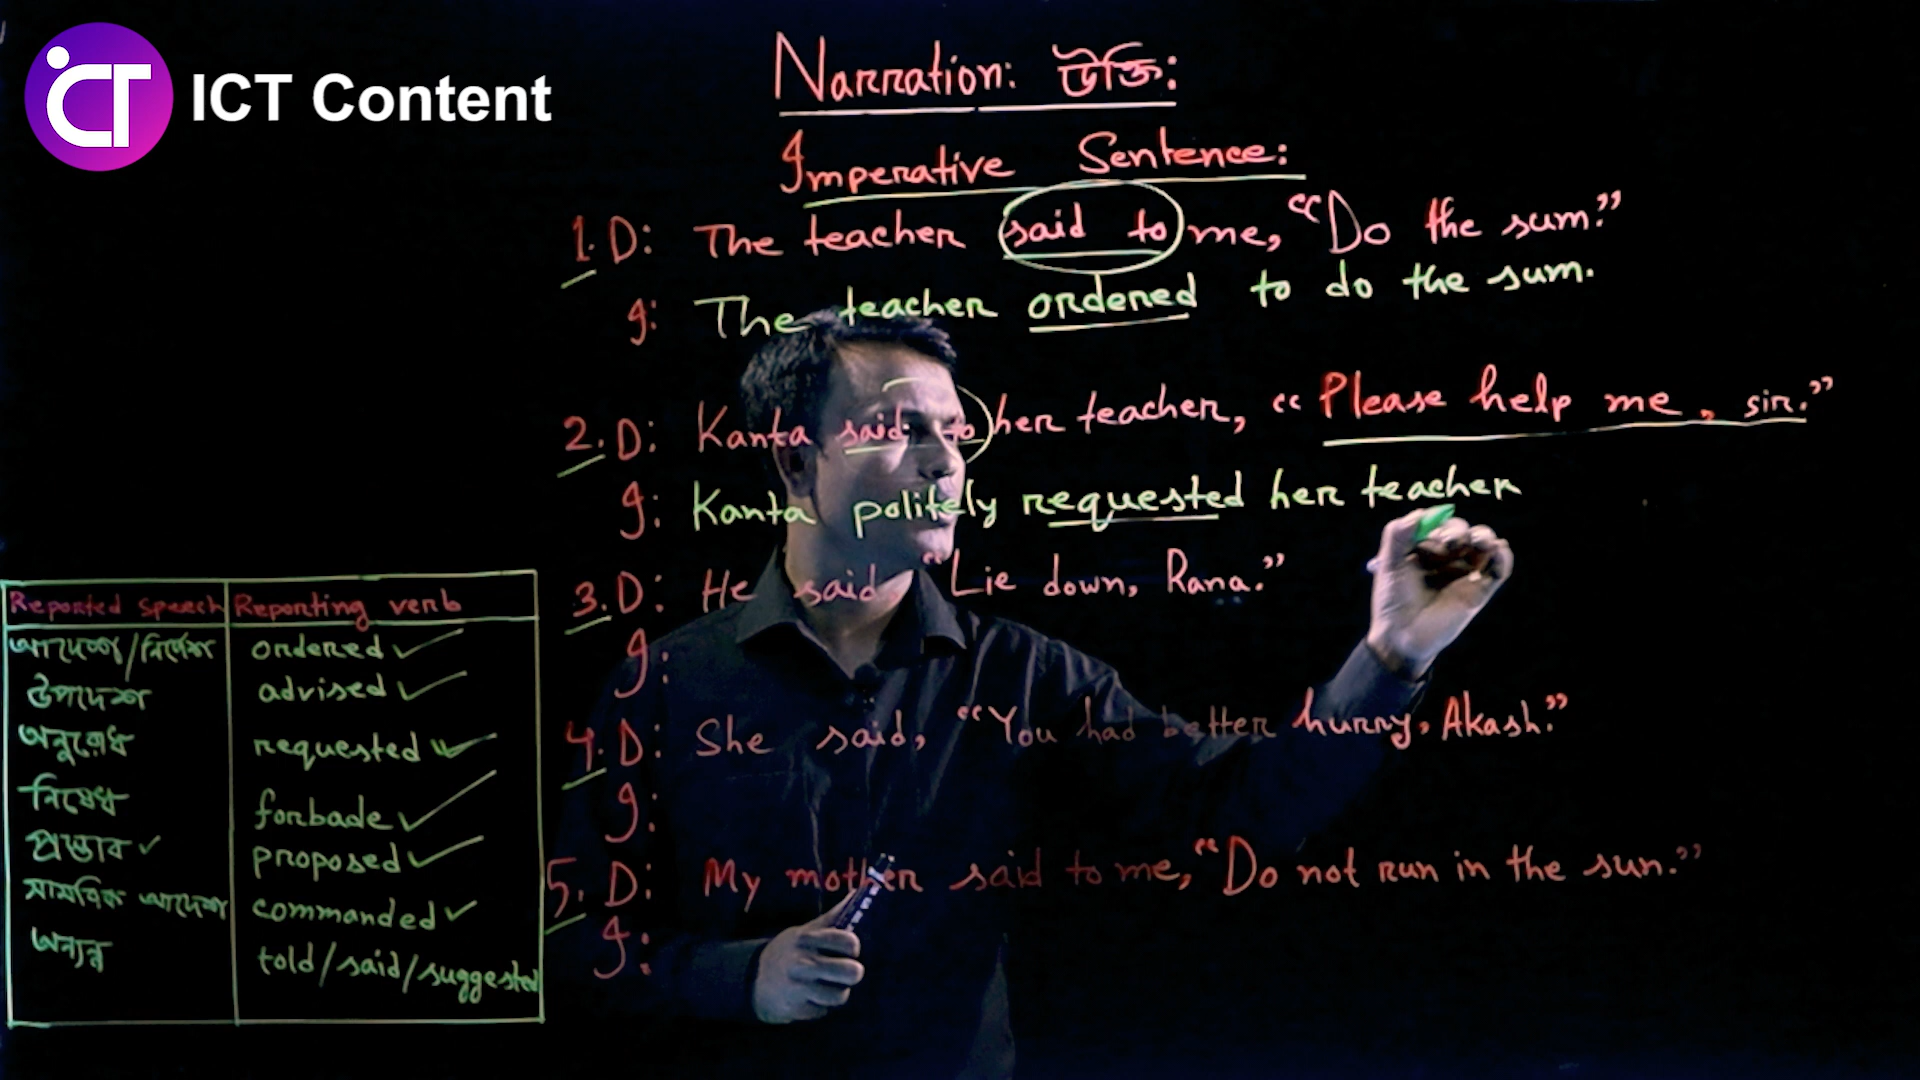 ICT Content
Narration: উক্তি:
Imperative Sentence:
1. D: The teacher said to me, "Do the sum."
I: The teacher ordered to do the sum.
2. D: Kanta said to her teacher, "Please help me, sir."
I: Kanta politely requested her teacher
3. D: He said, "Lie down, Rana."
I:
4. D: She said, "You had better hurry, Akash."
I:
5. D: My mother said to me, "Do not run in the sun."
I:
Reported speech Reporting verb
আদেশ/নির্দেশ ordered ✓
উপদেশ advised ✓
অনুরোধ requested ✓
নিষেধ forbade ✓
প্রস্তাব ✓ proposed ✓
সামরিক আদেশ commanded ✓
অন্যান্য told/said/suggested